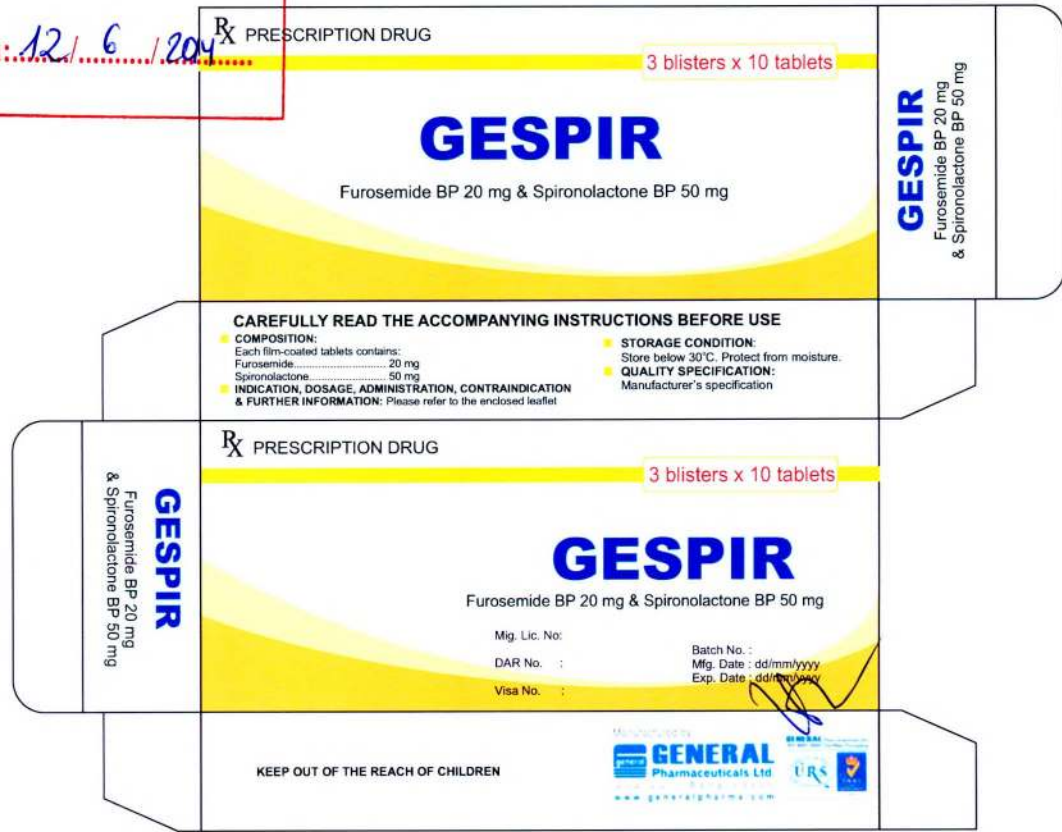 12/ 6 / 2014
Rx PRESCRIPTION DRUG
3 blisters x 10 tablets
GESPIR
Furosemide BP 20 mg & Spironolactone BP 50 mg
GESPIR
Furosemide BP 20 mg
& Spironolactone BP 50 mg
CAREFULLY READ THE ACCOMPANYING INSTRUCTIONS BEFORE USE
COMPOSITION:
Each film-coated tablets contains:
Furosemide.............................. 20 mg
Spironolactone......................... 50 mg
INDICATION, DOSAGE, ADMINISTRATION, CONTRAINDICATION
& FURTHER INFORMATION: Please refer to the enclosed leaflet
STORAGE CONDITION:
Store below 30°C. Protect from moisture.
QUALITY SPECIFICATION:
Manufacturer's specification
Rx PRESCRIPTION DRUG
3 blisters x 10 tablets
GESPIR
Furosemide BP 20 mg
& Spironolactone BP 50 mg
GESPIR
Furosemide BP 20 mg & Spironolactone BP 50 mg
Mig. Lic. No:
DAR No. :
Visa No. :
Batch No. :
Mfg. Date : dd/mm/yyyy
Exp. Date : dd/mm/yyyy
KEEP OUT OF THE REACH OF CHILDREN
Manufactured by
general
GENERAL
Pharmaceuticals Ltd
www.generalpharma.com
GENERAL
URS